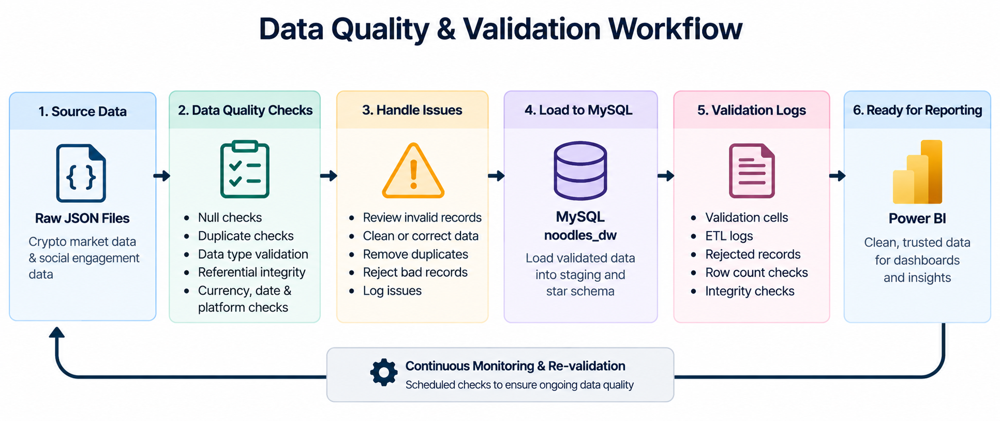 Data Quality & Validation Workflow
1. Source Data
Raw JSON Files
Crypto market data
& social engagement
data
2. Data Quality Checks
• Null checks
• Duplicate checks
• Data type validation
• Referential integrity
• Currency, date &
platform checks
3. Handle Issues
• Review invalid records
• Clean or correct data
• Remove duplicates
• Reject bad records
• Log issues
4. Load to MySQL
MySQL
noodles_dw
Load validated data
into staging and
star schema
5. Validation Logs
• Validation cells
• ETL logs
• Rejected records
• Row count checks
• Integrity checks
6. Ready for Reporting
Power BI
Clean, trusted data
for dashboards
and insights
Continuous Monitoring & Re-validation
Scheduled checks to ensure ongoing data quality